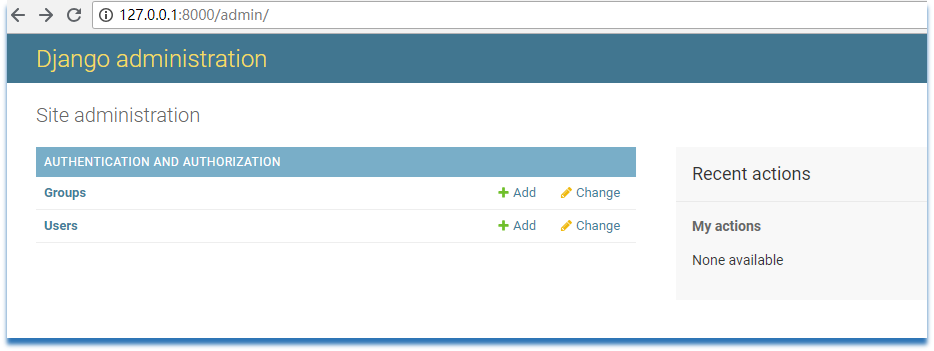 127.0.0.1:8000/admin/
Django administration
Site administration
AUTHENTICATION AND AUTHORIZATION
Groups Add Change
Users Add Change
Recent actions
My actions
None available